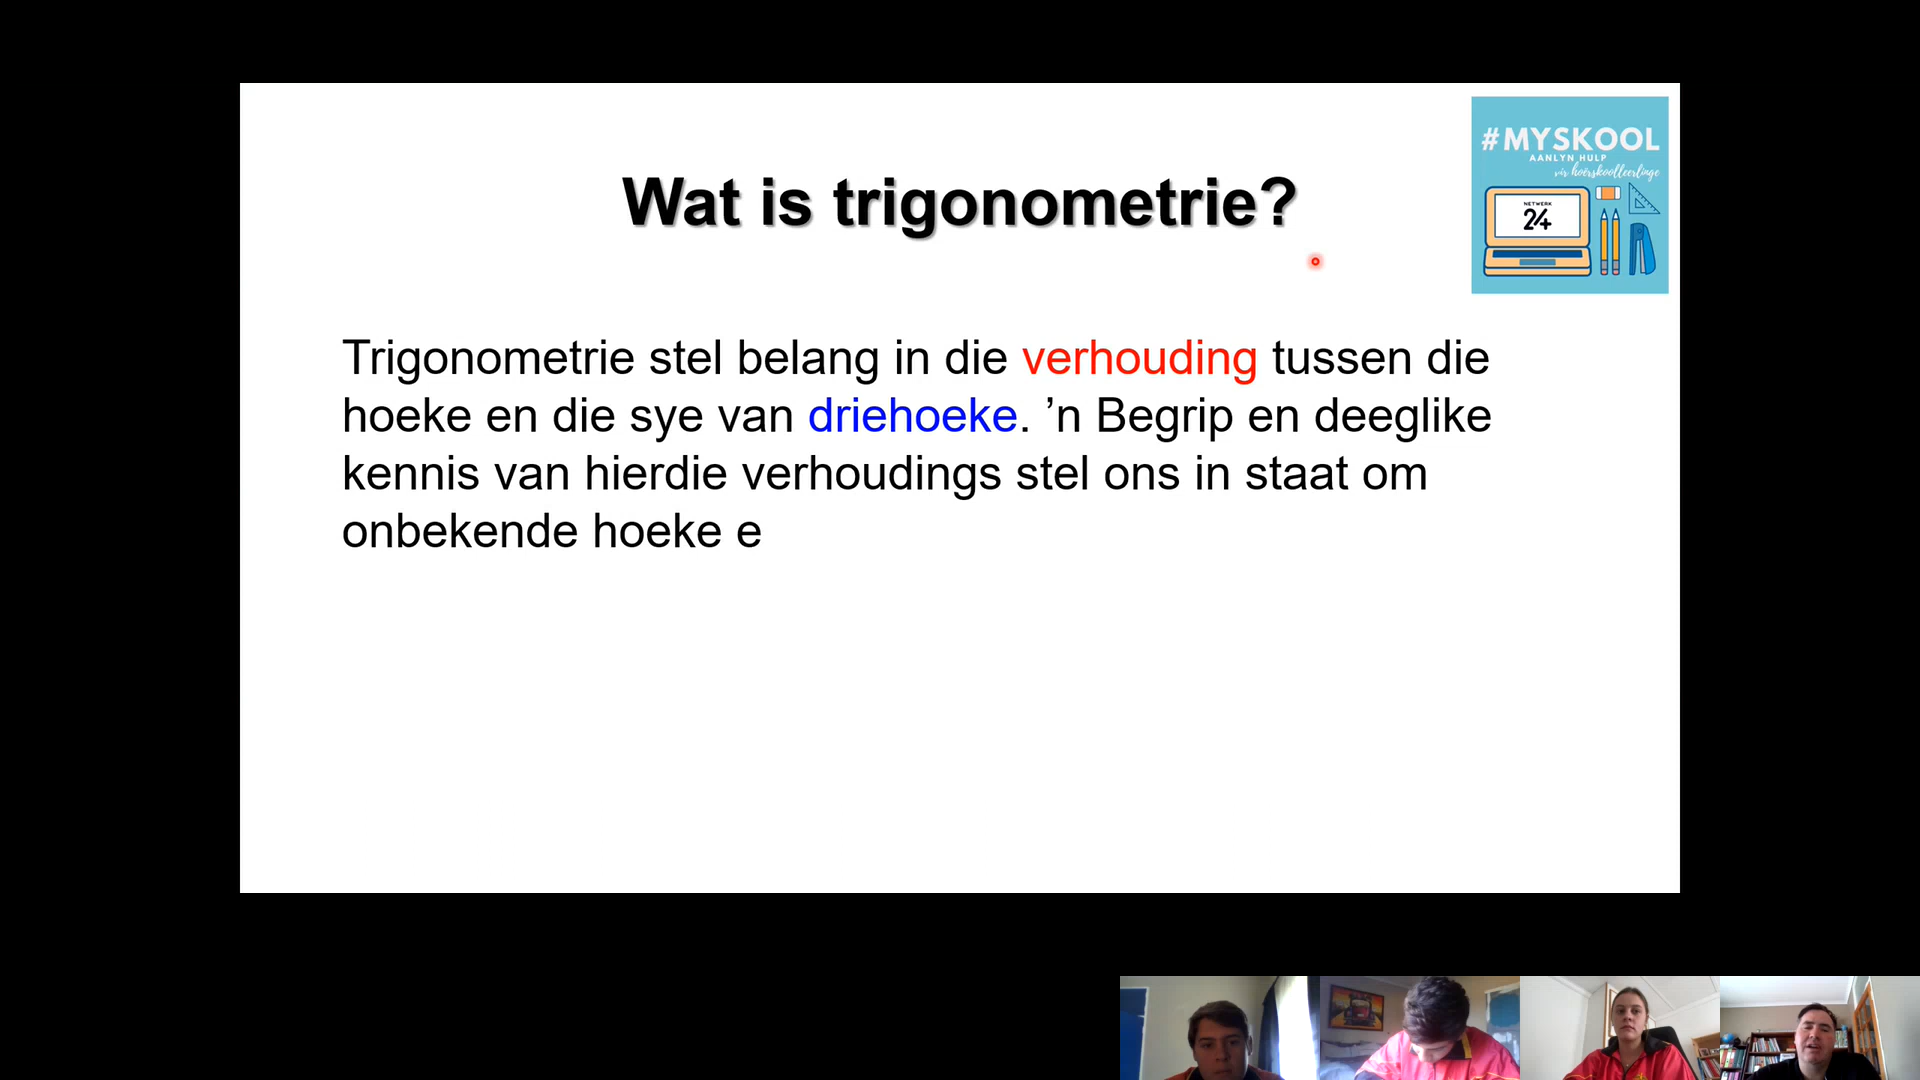 Wat is trigonometrie?
#MYSKOOL
AANLYN HULP
vir hoërskoolleerlinge
NETWERK
24
Trigonometrie stel belang in die verhouding tussen die
hoeke en die sye van driehoeke. ’n Begrip en deeglike
kennis van hierdie verhoudings stel ons in staat om
onbekende hoeke e